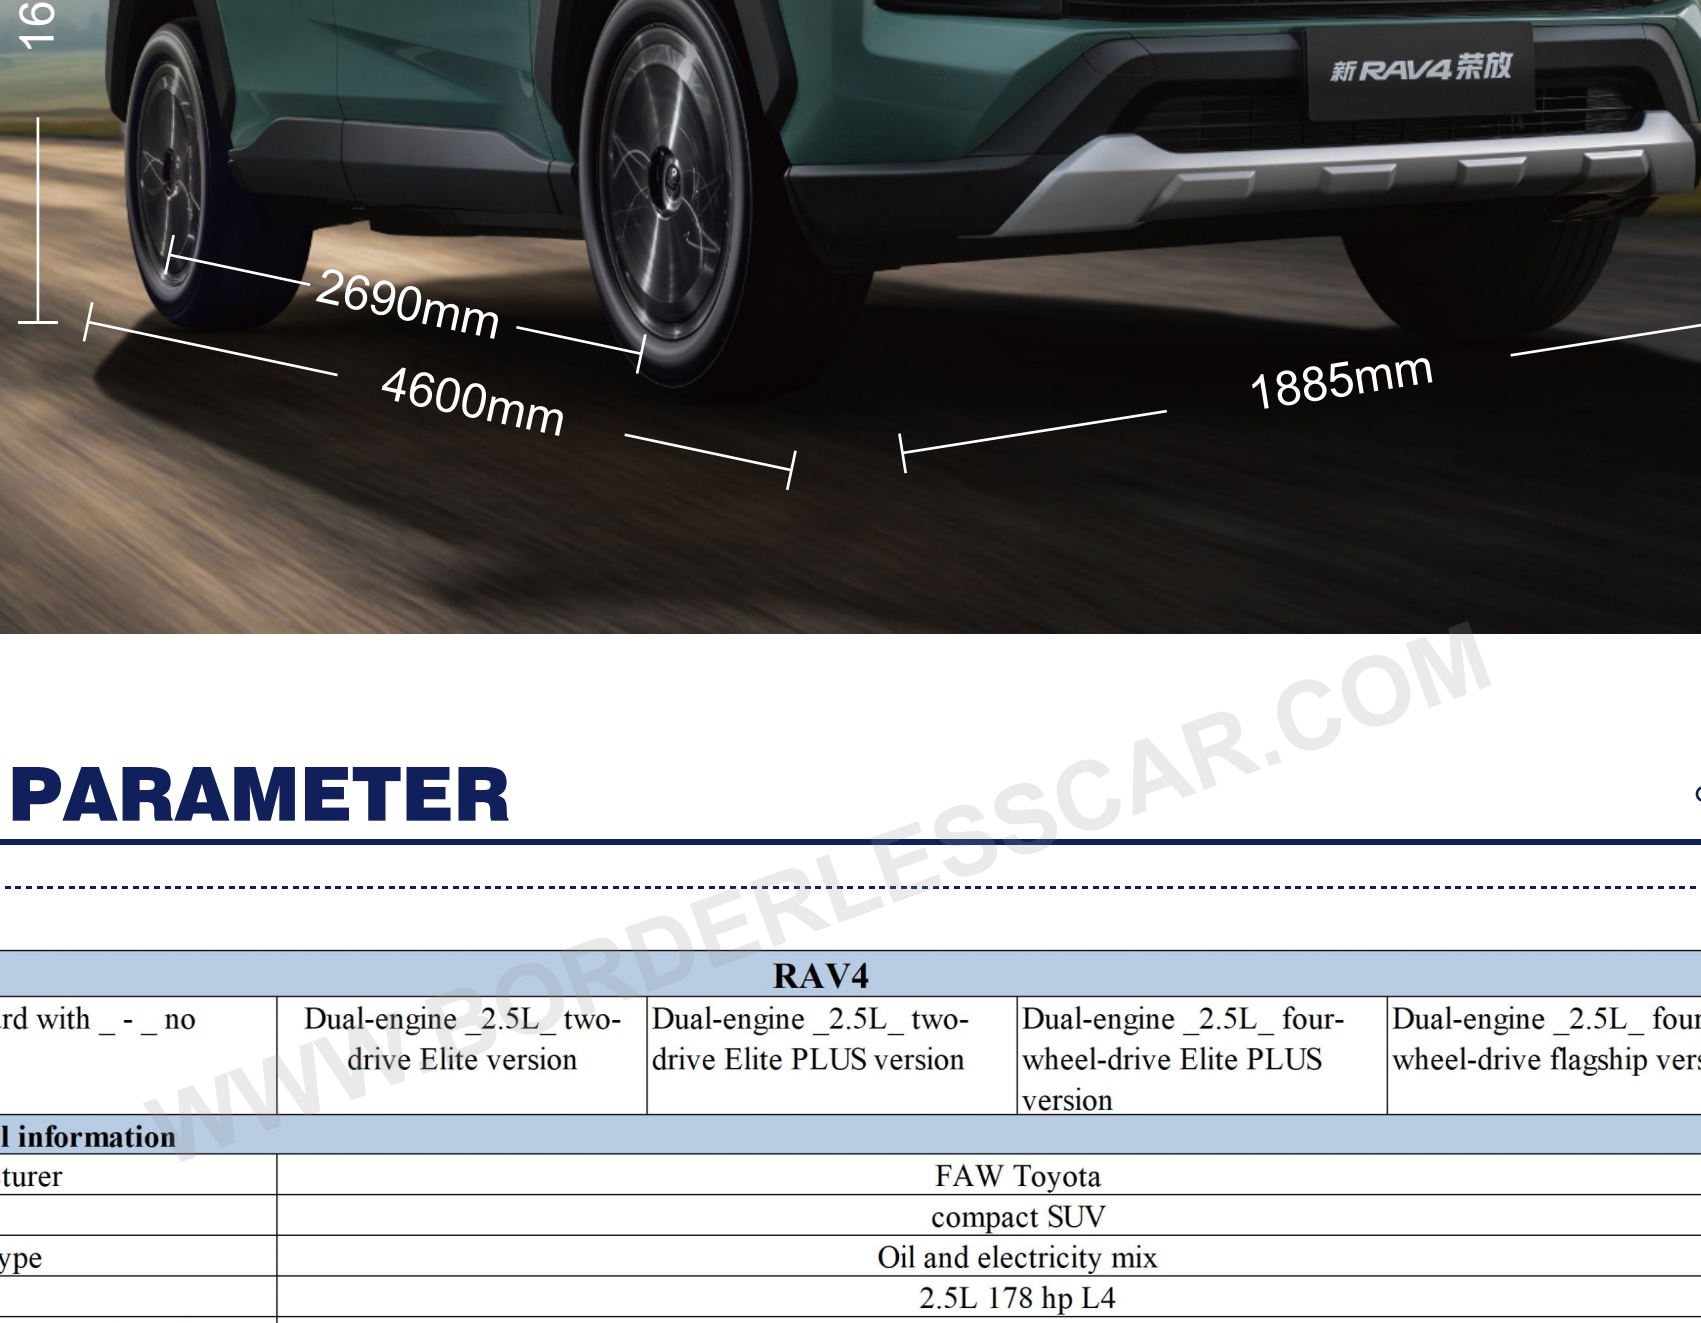 16
新RAV4荣放
2690mm
4600mm
1885mm
PARAMETER
WWW.BORDERLESSCAR.COM
RAV4
rd with _ - _ no
Dual-engine _2.5L_ two-
drive Elite version
Dual-engine _2.5L_ two-
drive Elite PLUS version
Dual-engine _2.5L_ four-
wheel-drive Elite PLUS
version
Dual-engine _2.5L_ four
wheel-drive flagship vers
l information
turer
FAW Toyota
compact SUV
ype
Oil and electricity mix
2.5L 178 hp L4